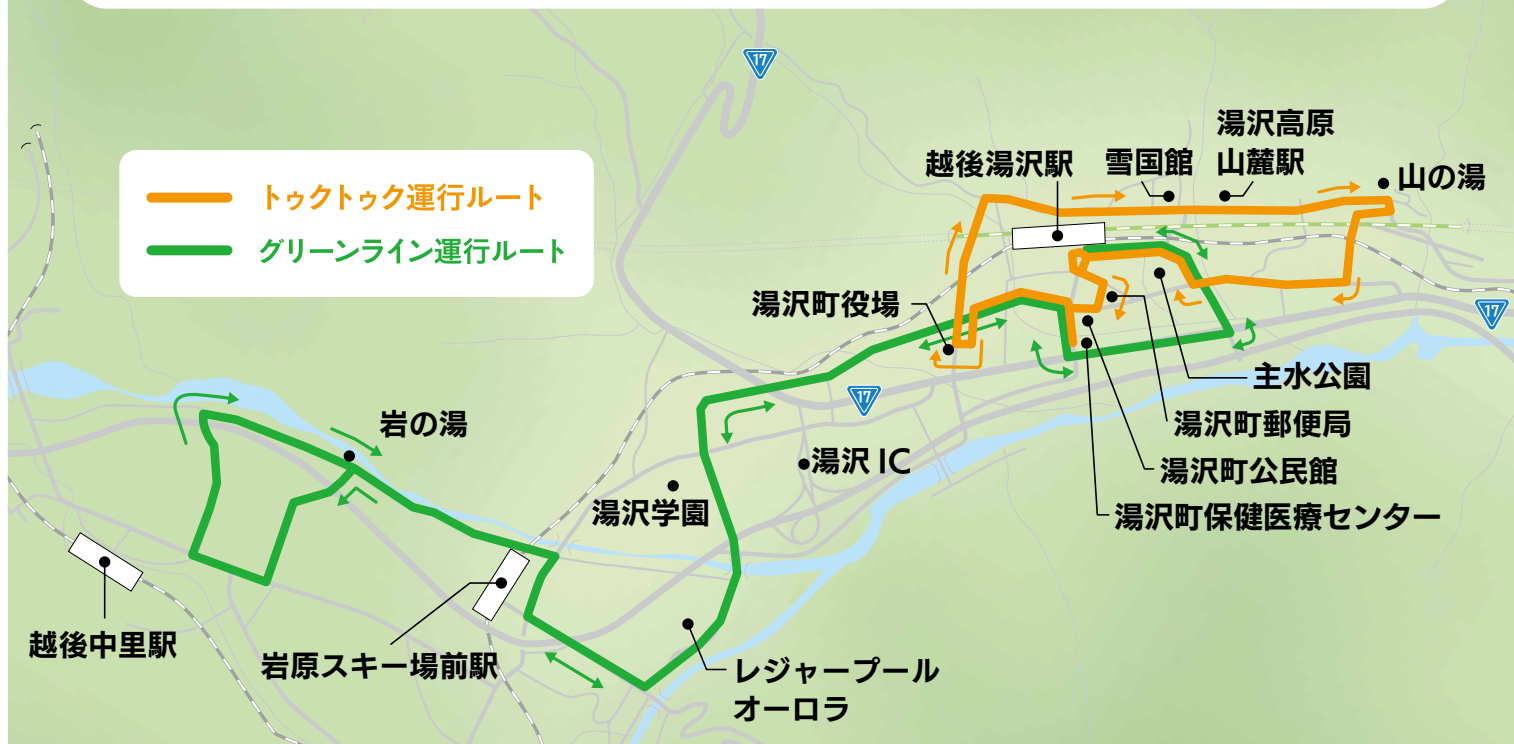 17
湯沢高原
山麓駅
越後湯沢駅
雪国館
山の湯
トゥクトゥク運行ルート
グリーンライン運行ルート
湯沢町役場
17
主水公園
17
岩の湯
湯沢町郵便局
湯沢IC
湯沢町公民館
湯沢学園
湯沢町保健医療センター
越後中里駅
岩原スキー場前駅
レジャープール
オーロラ